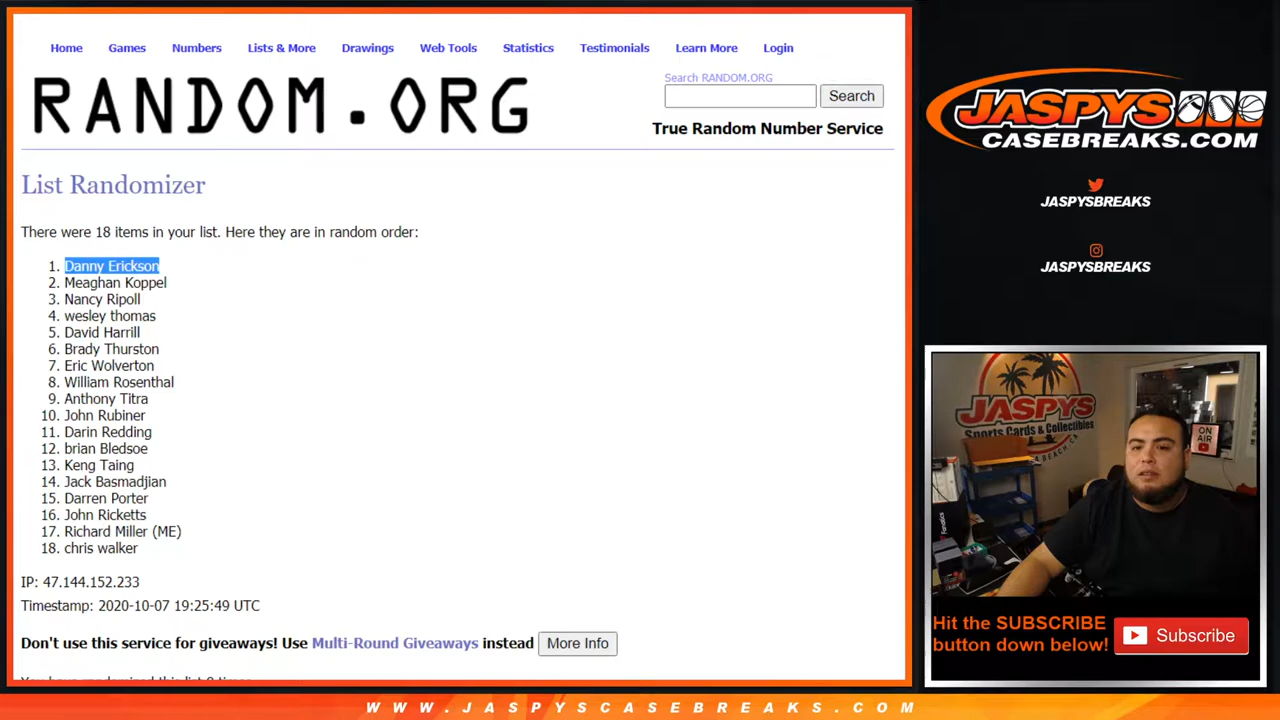 Home Games Numbers Lists & More Drawings Web Tools Statistics Testimonials Learn More Login
RANDOM.ORG
Search RANDOM.ORG
Search
True Random Number Service
List Randomizer
There were 18 items in your list. Here they are in random order:
1. Danny Erickson
2. Meaghan Koppel
3. Nancy Ripoll
4. wesley thomas
5. David Harrill
6. Brady Thurston
7. Eric Wolverton
8. William Rosenthal
9. Anthony Titra
10. John Rubiner
11. Darin Redding
12. brian Bledsoe
13. Keng Taing
14. Jack Basmadjian
15. Darren Porter
16. John Ricketts
17. Richard Miller (ME)
18. chris walker
IP: 47.144.152.233
Timestamp: 2020-10-07 19:25:49 UTC
Don't use this service for giveaways! Use Multi-Round Giveaways instead More Info
JASPYS
CASEBREAKS.COM
JASPYSBREAKS
JASPYSBREAKS
JASPYS
Sports Cards & Collectibles
ON
AIR
Fanatics
Hit the SUBSCRIBE
button down below!
Subscribe
WWW.JASPYSCASEBREAKS.COM